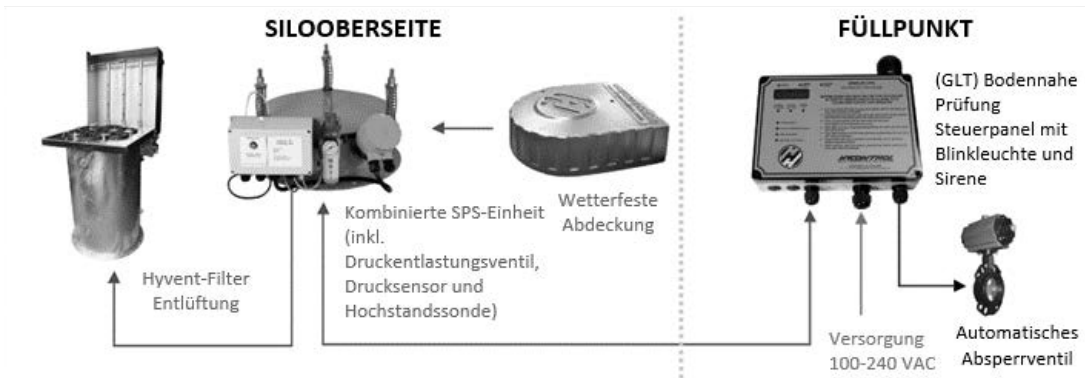 SILOOBERSEITE
Hyvent-Filter
Entlüftung
Kombinierte SPS-Einheit
(inkl.
Druckentlastungsventil,
Drucksensor und
Hochstandssonde)
Wetterfeste
Abdeckung
FÜLLPUNKT
(GLT) Bodennahe
Prüfung
Steuerpanel mit
Blinkleuchte und
Sirene
Versorgung
100-240 VAC
Automatisches
Absperrventil